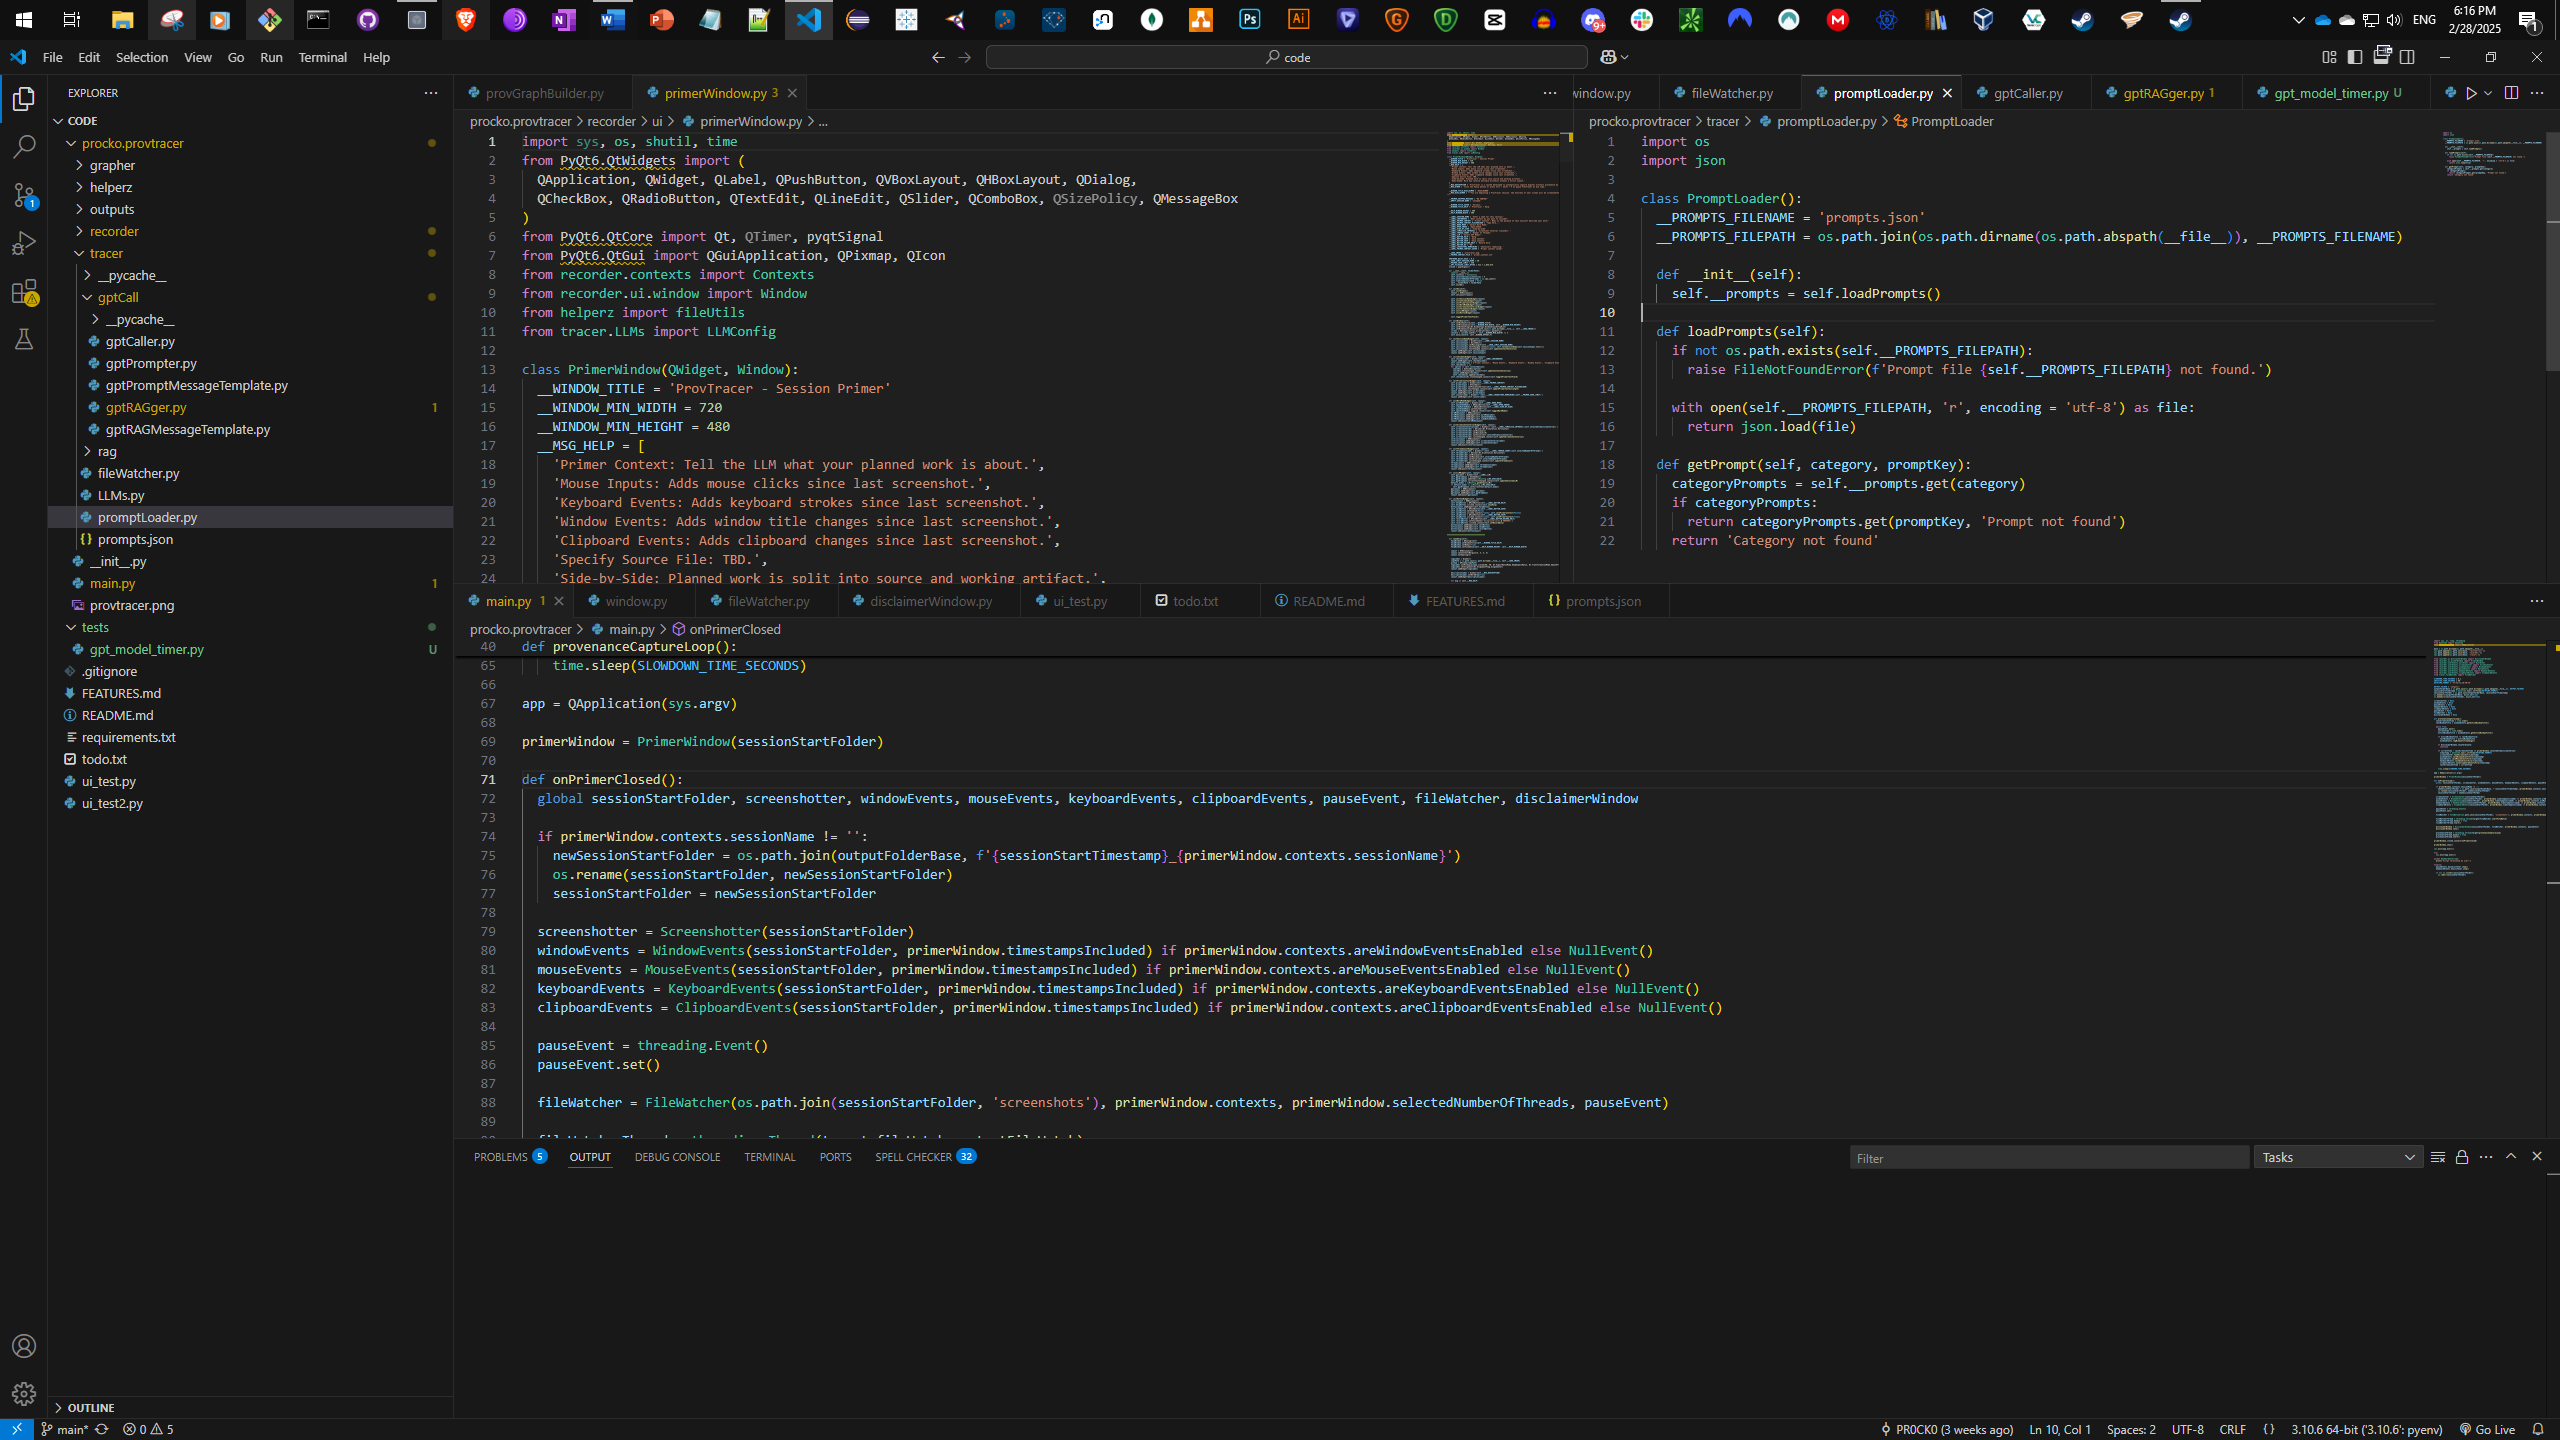 ENG
6:16 PM
2/28/2025
1
File Edit Selection View Go Run Terminal Help
code
EXPLORER
CODE
procko.provtracer
grapher
helperz
outputs
recorder
tracer
__pycache__
gptCall
__pycache__
gptCaller.py
gptPrompter.py
gptPromptMessageTemplate.py
gptRAGger.py 1
gptRAGMessageTemplate.py
rag
fileWatcher.py
LLMs.py
promptLoader.py
prompts.json
__init__.py
main.py 1
provtracer.png
tests
gpt_model_timer.py U
.gitignore
FEATURES.md
README.md
requirements.txt
todo.txt
ui_test.py
ui_test2.py
OUTLINE
provGraphBuilder.py primerWindow.py 3
procko.provtracer > recorder > ui > primerWindow.py > ...
1 import sys, os, shutil, time
2 from PyQt6.QtWidgets import (
3 QApplication, QWidget, QLabel, QPushButton, QVBoxLayout, QHBoxLayout, QDialog,
4 QCheckBox, QRadioButton, QTextEdit, QLineEdit, QSlider, QComboBox, QSizePolicy, QMessageBox
5 )
6 from PyQt6.QtCore import Qt, QTimer, pyqtSignal
7 from PyQt6.QtGui import QGuiApplication, QPixmap, QIcon
8 from recorder.contexts import Contexts
9 from recorder.ui.window import Window
10 from helperz import fileUtils
11 from tracer.LLMs import LLMConfig
12
13 class PrimerWindow(QWidget, Window):
14 __WINDOW_TITLE = 'ProvTracer - Session Primer'
15 __WINDOW_MIN_WIDTH = 720
16 __WINDOW_MIN_HEIGHT = 480
17 __MSG_HELP = [
18 'Primer Context: Tell the LLM what your planned work is about.',
19 'Mouse Inputs: Adds mouse clicks since last screenshot.',
20 'Keyboard Events: Adds keyboard strokes since last screenshot.',
21 'Window Events: Adds window title changes since last screenshot.',
22 'Clipboard Events: Adds clipboard changes since last screenshot.',
23 'Specify Source File: TBD.',
24 'Side-by-Side: Planned work is split into source and working artifact.',
window.py fileWatcher.py promptLoader.py gptCaller.py gptRAGger.py 1 gpt_model_timer.py U
procko.provtracer > tracer > promptLoader.py > PromptLoader
1 import os
2 import json
3
4 class PromptLoader():
5 __PROMPTS_FILENAME = 'prompts.json'
6 __PROMPTS_FILEPATH = os.path.join(os.path.dirname(os.path.abspath(__file__)), __PROMPTS_FILENAME)
7
8 def __init__(self):
9 self.__prompts = self.loadPrompts()
10
11 def loadPrompts(self):
12 if not os.path.exists(self.__PROMPTS_FILEPATH):
13 raise FileNotFoundError(f'Prompt file {self.__PROMPTS_FILEPATH} not found.')
14
15 with open(self.__PROMPTS_FILEPATH, 'r', encoding = 'utf-8') as file:
16 return json.load(file)
17
18 def getPrompt(self, category, promptKey):
19 categoryPrompts = self.__prompts.get(category)
20 if categoryPrompts:
21 return categoryPrompts.get(promptKey, 'Prompt not found')
22 return 'Category not found'
main.py 1 window.py fileWatcher.py disclaimerWindow.py ui_test.py todo.txt README.md FEATURES.md prompts.json
procko.provtracer > main.py > onPrimerClosed
40 def provenanceCaptureLoop():
65 time.sleep(SLOWDOWN_TIME_SECONDS)
66
67 app = QApplication(sys.argv)
68
69 primerWindow = PrimerWindow(sessionStartFolder)
70
71 def onPrimerClosed():
72 global sessionStartFolder, screenshotter, windowEvents, mouseEvents, keyboardEvents, clipboardEvents, pauseEvent, fileWatcher, disclaimerWindow
73
74 if primerWindow.contexts.sessionName != '':
75 newSessionStartFolder = os.path.join(outputFolderBase, f'{sessionStartTimestamp}_{primerWindow.contexts.sessionName}')
76 os.rename(sessionStartFolder, newSessionStartFolder)
77 sessionStartFolder = newSessionStartFolder
78
79 screenshotter = Screenshotter(sessionStartFolder)
80 windowEvents = WindowEvents(sessionStartFolder, primerWindow.timestampsIncluded) if primerWindow.contexts.areWindowEventsEnabled else NullEvent()
81 mouseEvents = MouseEvents(sessionStartFolder, primerWindow.timestampsIncluded) if primerWindow.contexts.areMouseEventsEnabled else NullEvent()
82 keyboardEvents = KeyboardEvents(sessionStartFolder, primerWindow.timestampsIncluded) if primerWindow.contexts.areKeyboardEventsEnabled else NullEvent()
83 clipboardEvents = ClipboardEvents(sessionStartFolder, primerWindow.timestampsIncluded) if primerWindow.contexts.areClipboardEventsEnabled else NullEvent()
84
85 pauseEvent = threading.Event()
86 pauseEvent.set()
87
88 fileWatcher = FileWatcher(os.path.join(sessionStartFolder, 'screenshots'), primerWindow.contexts, primerWindow.selectedNumberOfThreads, pauseEvent)
89
PROBLEMS 5 OUTPUT DEBUG CONSOLE TERMINAL PORTS SPELL CHECKER 32
Filter
Tasks
main* 0 5
PR0CK0 (3 weeks ago) Ln 10, Col 1 Spaces: 2 UTF-8 CRLF {} 3.10.6 64-bit ('3.10.6': pyenv) Go Live